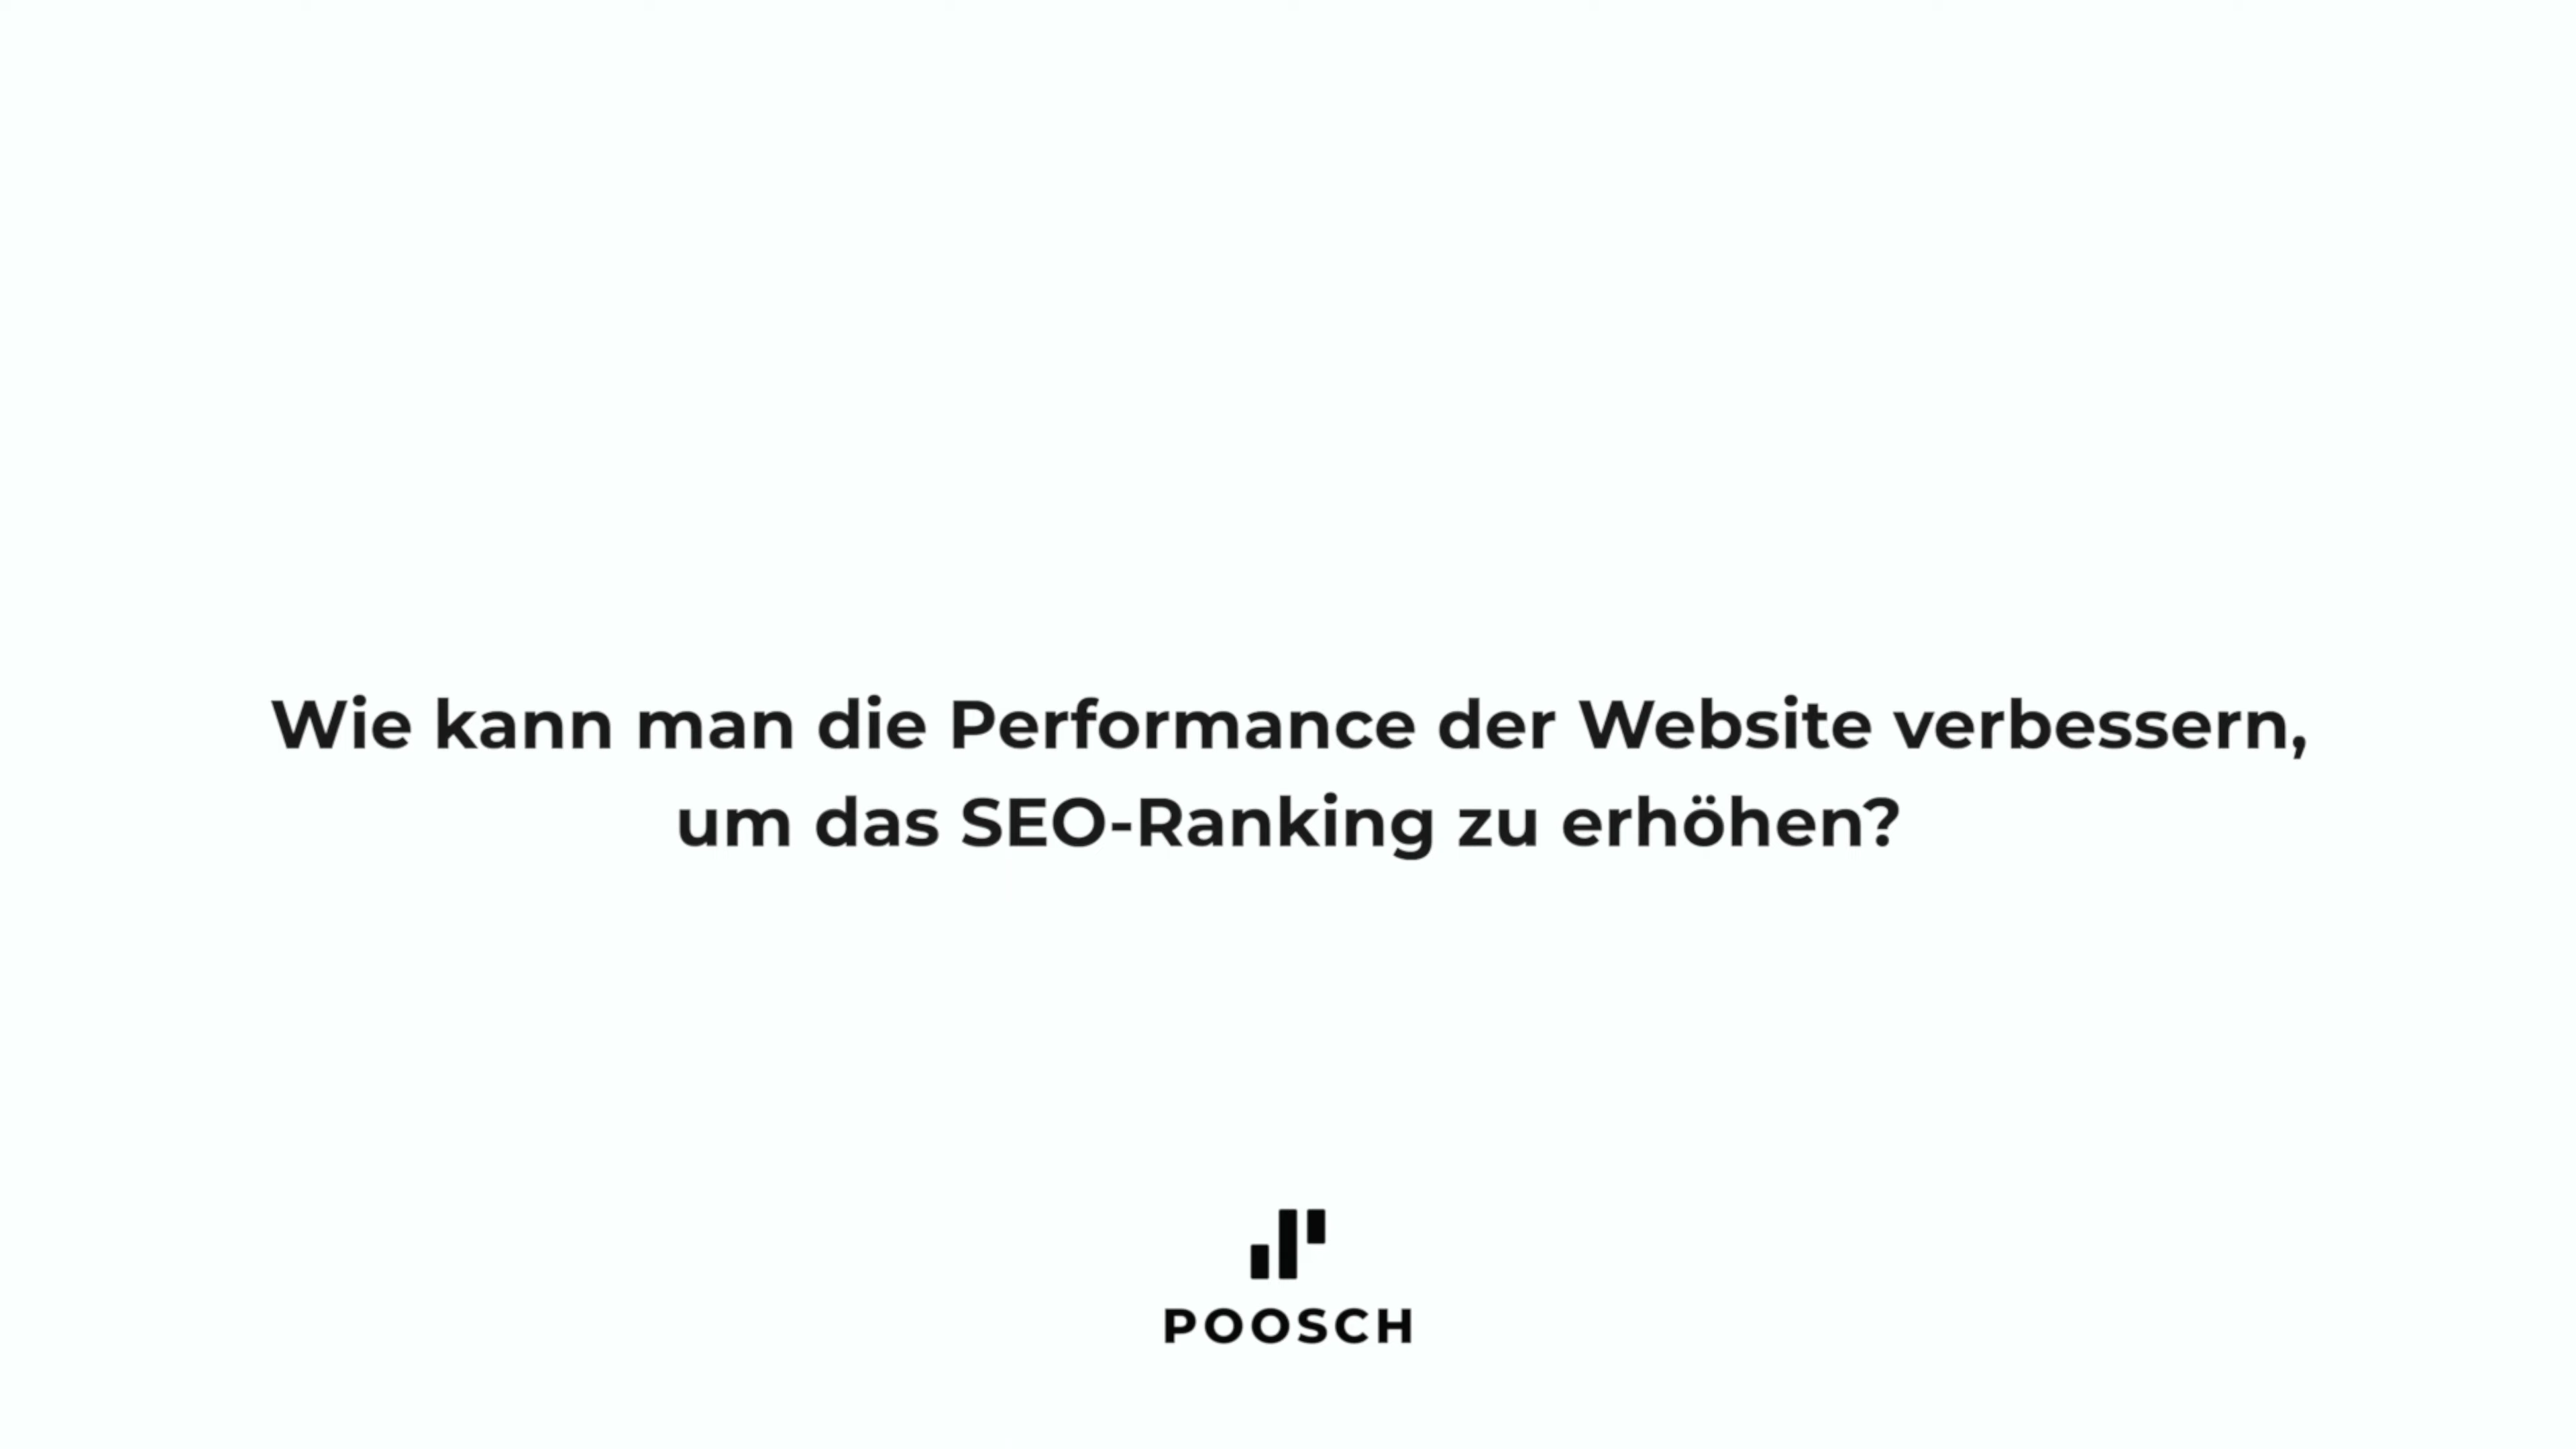 Wie kann man die Performance der Website verbessern,
um das SEO-Ranking zu erhöhen?
POOSCH